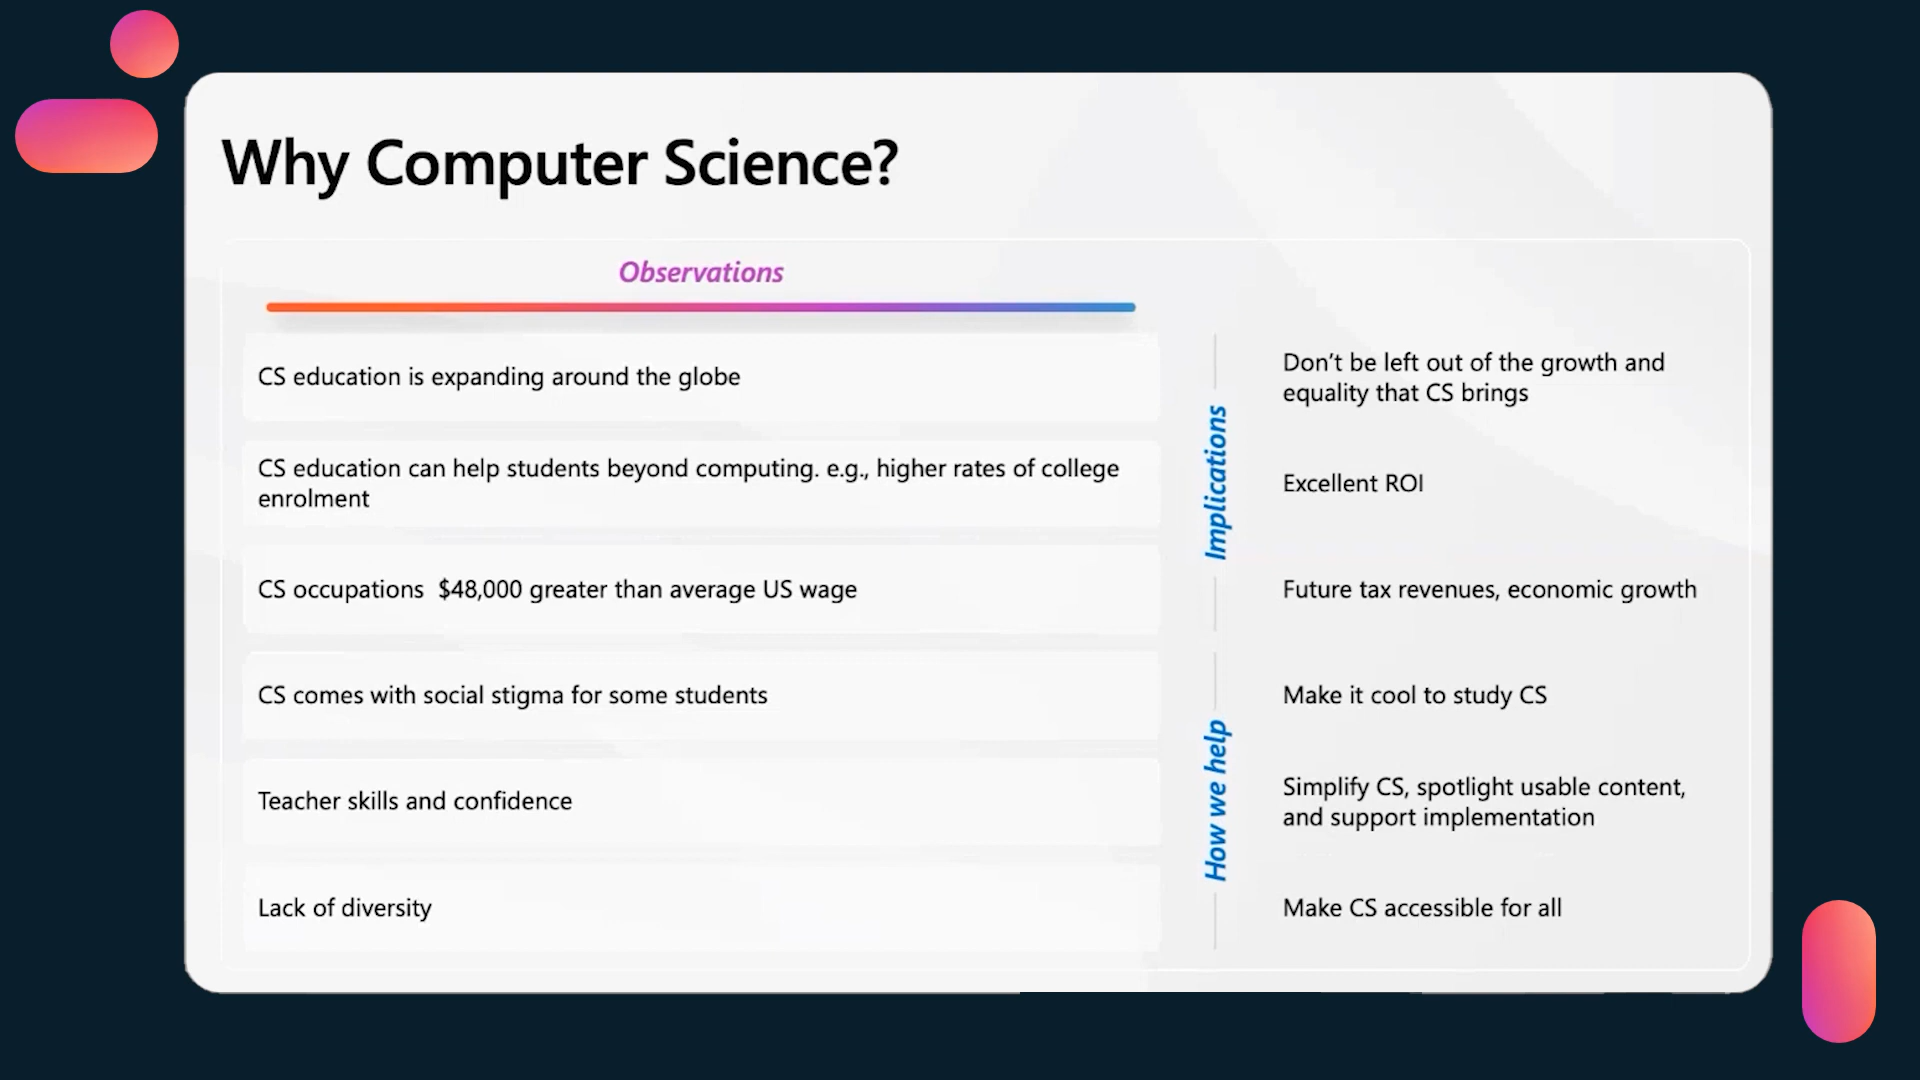 Why Computer Science?
Observations
CS education is expanding around the globe
CS education can help students beyond computing. e.g., higher rates of college
enrolment
CS occupations  $48,000 greater than average US wage
CS comes with social stigma for some students
Teacher skills and confidence
Lack of diversity
Implications
Don’t be left out of the growth and
equality that CS brings
Excellent ROI
Future tax revenues, economic growth
How we help
Make it cool to study CS
Simplify CS, spotlight usable content,
and support implementation
Make CS accessible for all